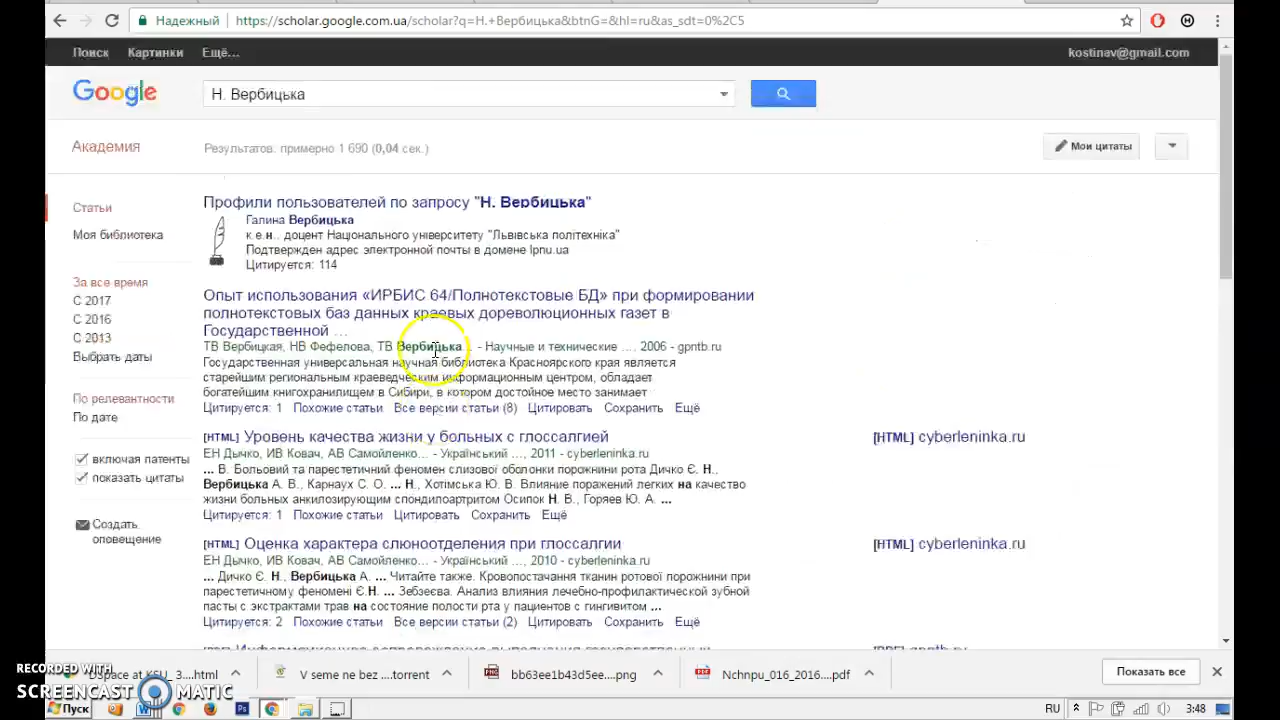 Надежный https://scholar.google.com.ua/scholar?q=Н.+Вербицька&btnG=&hl=ru&as_sdt=0%2C5
Поиск Картинки Ещё… kostinav@gmail.com
Google Н. Вербицька
Академия Результатов: примерно 1 690 (0,04 сек.) Мои цитаты
Статьи
Моя библиотека
За все время
С 2017
С 2016
С 2013
Выбрать даты
По релевантности
По дате
включая патенты
показать цитаты
Создать
оповещение
Профили пользователей по запросу "Н. Вербицька"
Галина Вербицька
к.е.н., доцент Національного університету "Львівська політехніка"
Подтвержден адрес электронной почты в домене lpnu.ua
Цитируется: 114
Опыт использования «ИРБИС 64/Полнотекстовые БД» при формировании
полнотекстовых баз данных краевых дореволюционных газет в
Государственной …
ТВ Вербицкая, НВ Фефелова, ТВ Вербицька… - Научные и технические …, 2006 - gpntb.ru
Государственная универсальная научная библиотека Красноярского края является
старейшим региональным краеведческим информационным центром, обладает
богатейшим книгохранилищем в Сибири, в котором достойное место занимает
Цитируется: 1 Похожие статьи Все версии статьи (8) Цитировать Сохранить Ещё
[HTML] Уровень качества жизни у больных с глоссалгией [HTML] cyberleninka.ru
ЕН Дычко, ИВ Ковач, АВ Самойленко… - Український …, 2011 - cyberleninka.ru
... В. Больовий та парестетичний феномен слизової оболонки порожнини рота Дичко Є. Н.,
Вербицька А. В., Карнаух С. О. ... Н., Хотімська Ю. В. Влияние поражений легких на качество
жизни больных анкилозирующим спондилоартритом Осипок Н. В., Горяев Ю. А. ...
Цитируется: 1 Похожие статьи Цитировать Сохранить Ещё
[HTML] Оценка характера слюноотделения при глоссалгии [HTML] cyberleninka.ru
ЕН Дычко, ИВ Ковач, АВ Самойленко… - Український …, 2010 - cyberleninka.ru
... Дичко Є. Н., Вербицька А. ... Читайте также. Кровопостачання тканин ротової порожнини при
парестетичному феномені Є.Н. ... Зебзеева. Анализ влияния лечебно-профилактической зубной
пасты с экстрактами трав на состояние полости рта у пациентов с гингивитом ...
Цитируется: 2 Похожие статьи Все версии статьи (2) Цитировать Сохранить Ещё
DSpace at KSU_3....html V seme ne bez ....torrent bb63ee1b43d5ee....png Nchnpu_016_2016....pdf Показать все
RECORDED WITH
SCREENCAST MATIC
Пуск RU 3:48